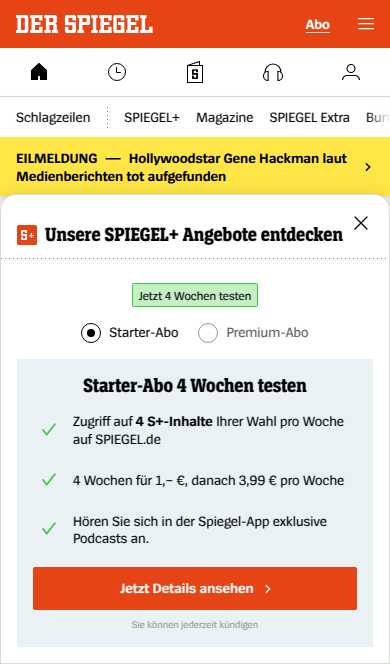 DER SPIEGEL
Abo
Schlagzeilen SPIEGEL+ Magazine SPIEGEL Extra Bun
EILMELDUNG — Hollywoodstar Gene Hackman laut
Medienberichten tot aufgefunden
S+ Unsere SPIEGEL+ Angebote entdecken
Jetzt 4 Wochen testen
Starter-Abo Premium-Abo
Starter-Abo 4 Wochen testen
Zugriff auf 4 S+-Inhalte Ihrer Wahl pro Woche
auf SPIEGEL.de
4 Wochen für 1,– €, danach 3,99 € pro Woche
Hören Sie sich in der Spiegel-App exklusive
Podcasts an.
Jetzt Details ansehen
Sie können jederzeit kündigen